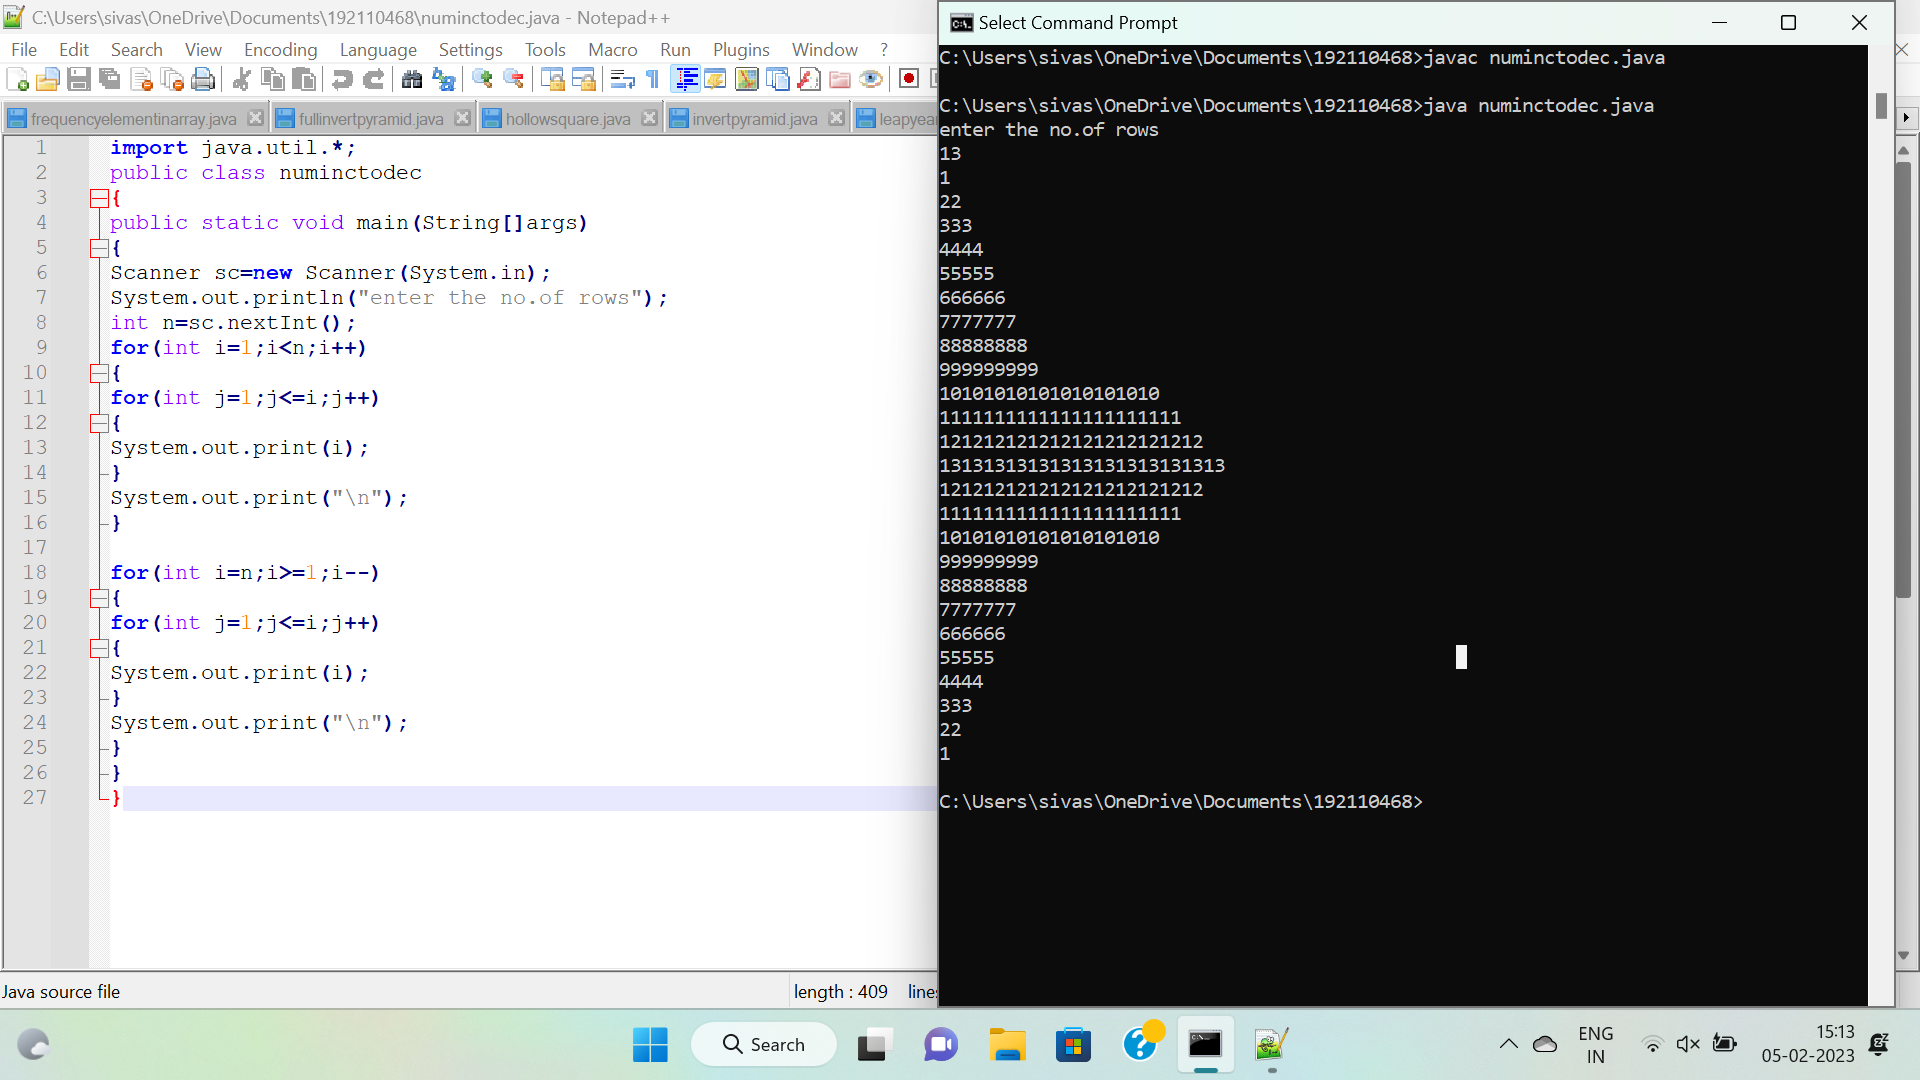 C:\Users\sivas\OneDrive\Documents\192110468\numinctodec.java - Notepad++
File Edit Search View Encoding Language Settings Tools Macro Run Plugins Window ?
frequencyelementinarray.java fullinvertpyramid.java hollowsquare.java invertpyramid.java leapyear
1 import java.util.*;
2 public class numinctodec
3 {
4 public static void main(String[]args)
5 {
6 Scanner sc=new Scanner(System.in);
7 System.out.println("enter the no.of rows");
8 int n=sc.nextInt();
9 for(int i=1;i<n;i++)
10 {
11 for(int j=1;j<=i;j++)
12 {
13 System.out.print(i);
14 }
15 System.out.print("\n");
16 }
17
18 for(int i=n;i>=1;i--)
19 {
20 for(int j=1;j<=i;j++)
21 {
22 System.out.print(i);
23 }
24 System.out.print("\n");
25 }
26 }
27 }
Java source file length : 409 lines
Select Command Prompt
C:\Users\sivas\OneDrive\Documents\192110468>javac numinctodec.java
C:\Users\sivas\OneDrive\Documents\192110468>java numinctodec.java
enter the no.of rows
13
1
22
333
4444
55555
666666
7777777
88888888
999999999
10101010101010101010
1111111111111111111111
121212121212121212121212
13131313131313131313131313
121212121212121212121212
1111111111111111111111
10101010101010101010
999999999
88888888
7777777
666666
55555
4444
333
22
1
C:\Users\sivas\OneDrive\Documents\192110468>
Search
ENG
IN
15:13
05-02-2023